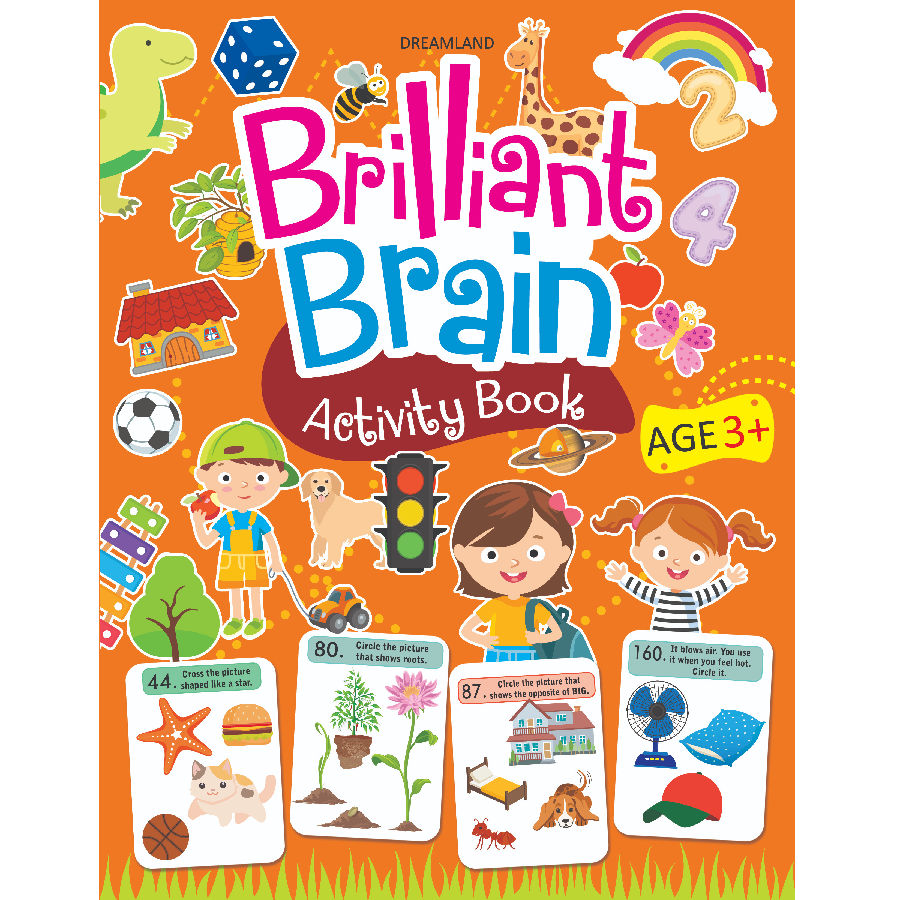 DREAMLAND
Brilliant
Brain
Activity Book
2
4
AGE 3+
44. Cross the picture
shaped like a star.
80. Circle the picture
that shows roots.
87. Circle the picture that
shows the opposite of BIG.
160. It blows air. You use
it when you feel hot.
Circle it.